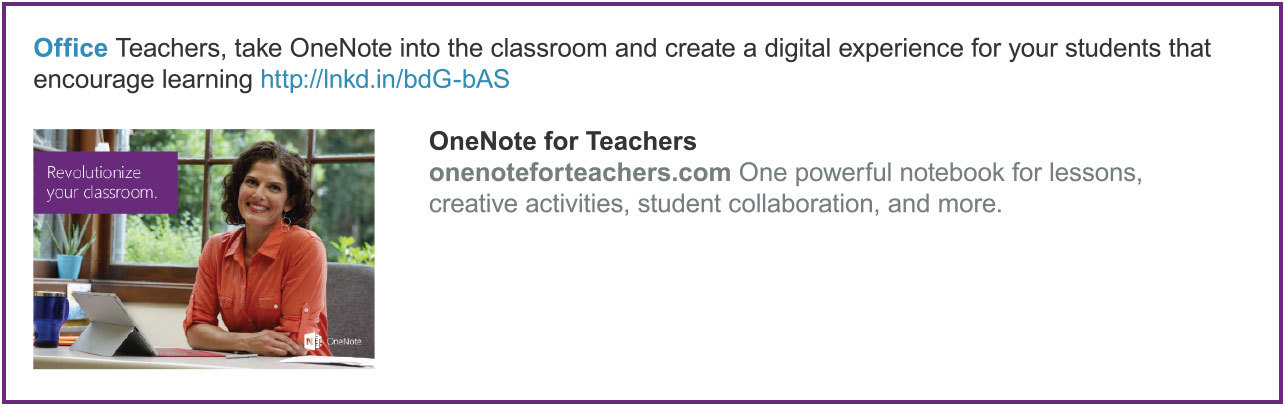 Office Teachers, take OneNote into the classroom and create a digital experience for your students that
encourage learning http://lnkd.in/bdG-bAS
Revolutionize
your classroom.
N OneNote
OneNote for Teachers
onenoteforteachers.com One powerful notebook for lessons,
creative activities, student collaboration, and more.